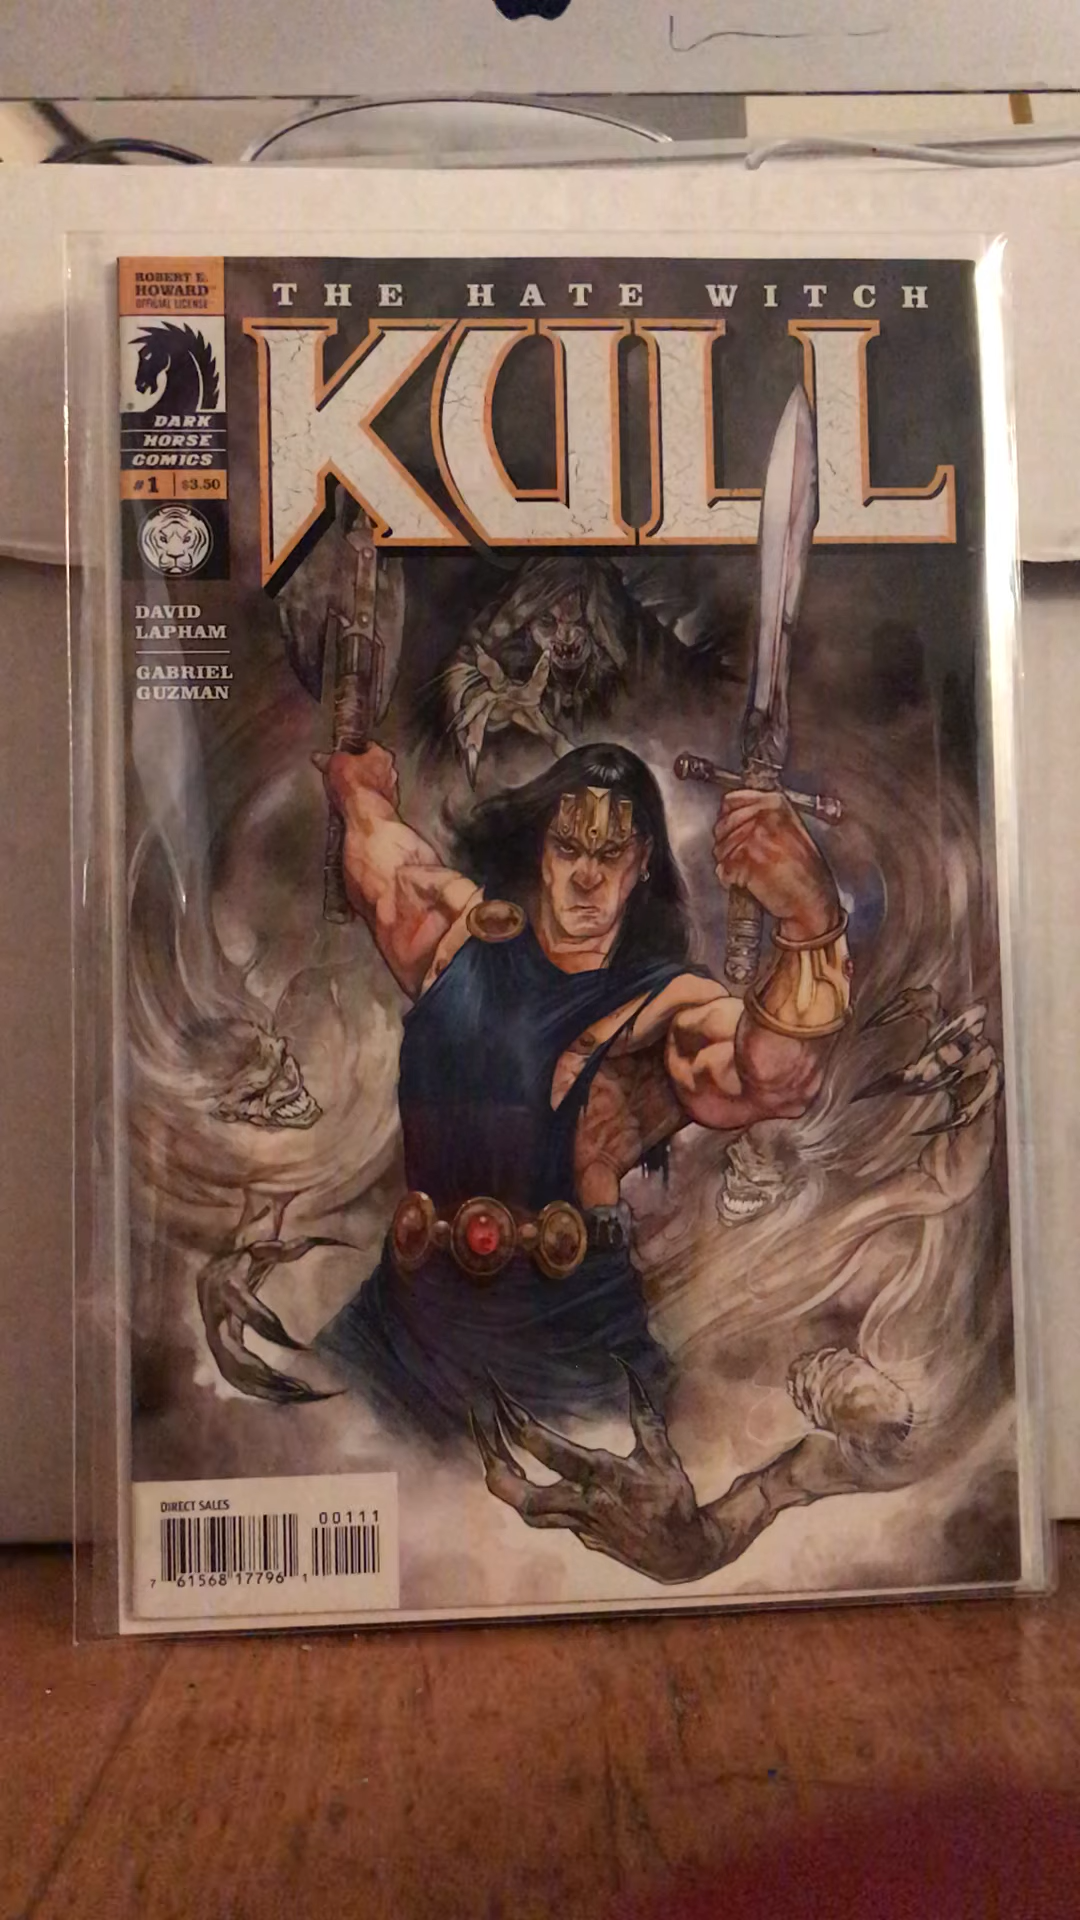 ROBERT E.
HOWARD™
OFFICIAL LICENSE
THE HATE WITCH
KULL
DARK
HORSE
COMICS
#1 $3.50
DAVID
LAPHAM
GABRIEL
GUZMAN
DIRECT SALES
00111
7 61568 17796 1